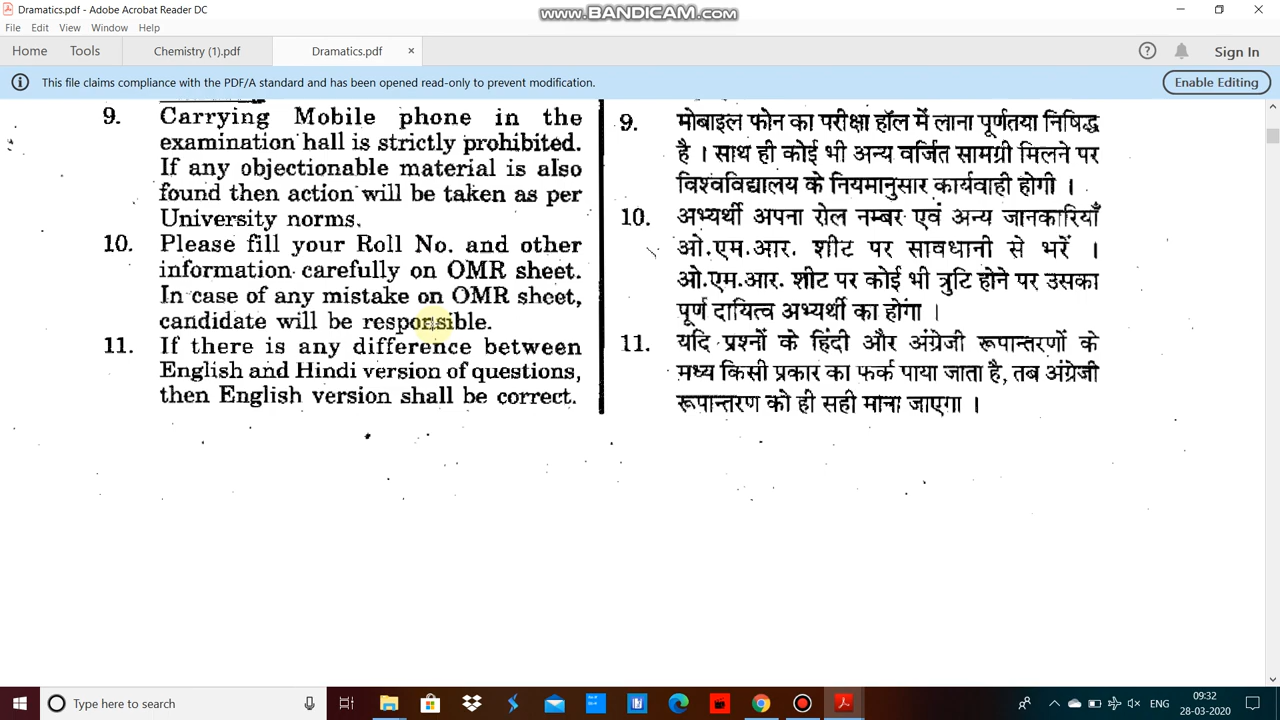 Dramatics.pdf - Adobe Acrobat Reader DC
www.BANDICAM.com
File Edit View Window Help
Home Tools Chemistry (1).pdf Dramatics.pdf × Sign In
This file claims compliance with the PDF/A standard and has been opened read-only to prevent modification. Enable Editing
9. Carrying Mobile phone in the
examination hall is strictly prohibited.
If any objectionable material is also
found then action will be taken as per
University norms.
10. Please fill your Roll No. and other
information carefully on OMR sheet.
In case of any mistake on OMR sheet,
candidate will be responsible.
11. If there is any difference between
English and Hindi version of questions,
then English version shall be correct.
9. मोबाइल फोन का परीक्षा हॉल में लाना पूर्णतया निषिद्ध
है । साथ ही कोई भी अन्य वर्जित सामग्री मिलने पर
विश्वविद्यालय के नियमानुसार कार्यवाही होगी ।
10. अभ्यर्थी अपना रोल नम्बर एवं अन्य जानकारियाँ
ओ.एम.आर. शीट पर सावधानी से भरें ।
ओ.एम.आर. शीट पर कोई भी त्रुटि होने पर उसका
पूर्ण दायित्व अभ्यर्थी का होगा ।
11. यदि प्रश्नों के हिंदी और अंग्रेजी रूपान्तरणों के
मध्य किसी प्रकार का फर्क पाया जाता है, तब अंग्रेजी
रूपान्तरण को ही सही माना जाएगा ।
Type here to search
ENG
09:32
28-03-2020